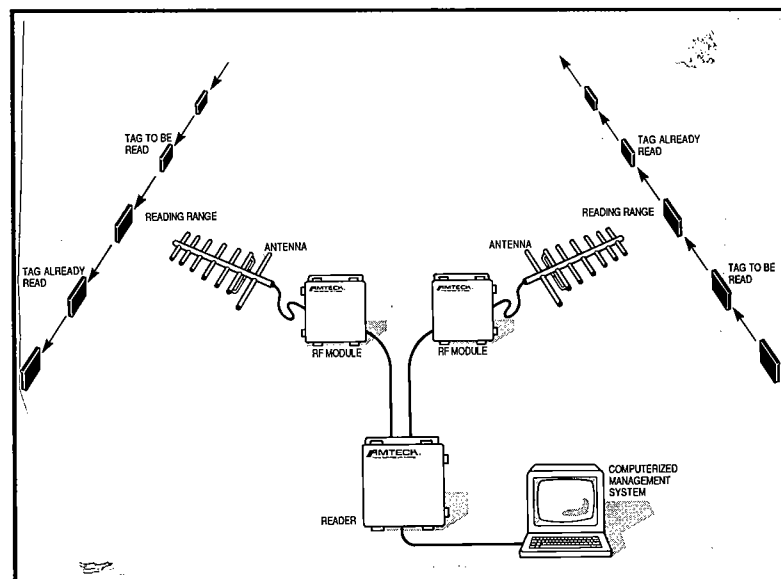 TAG TO BE
READ
TAG ALREADY
READ
READING RANGE
READING RANGE
ANTENNA
ANTENNA
TAG ALREADY
READ
TAG TO BE
READ
AMTECK
AMTECK
RF MODULE
RF MODULE
AMTECK
READER
COMPUTERIZED
MANAGEMENT
SYSTEM